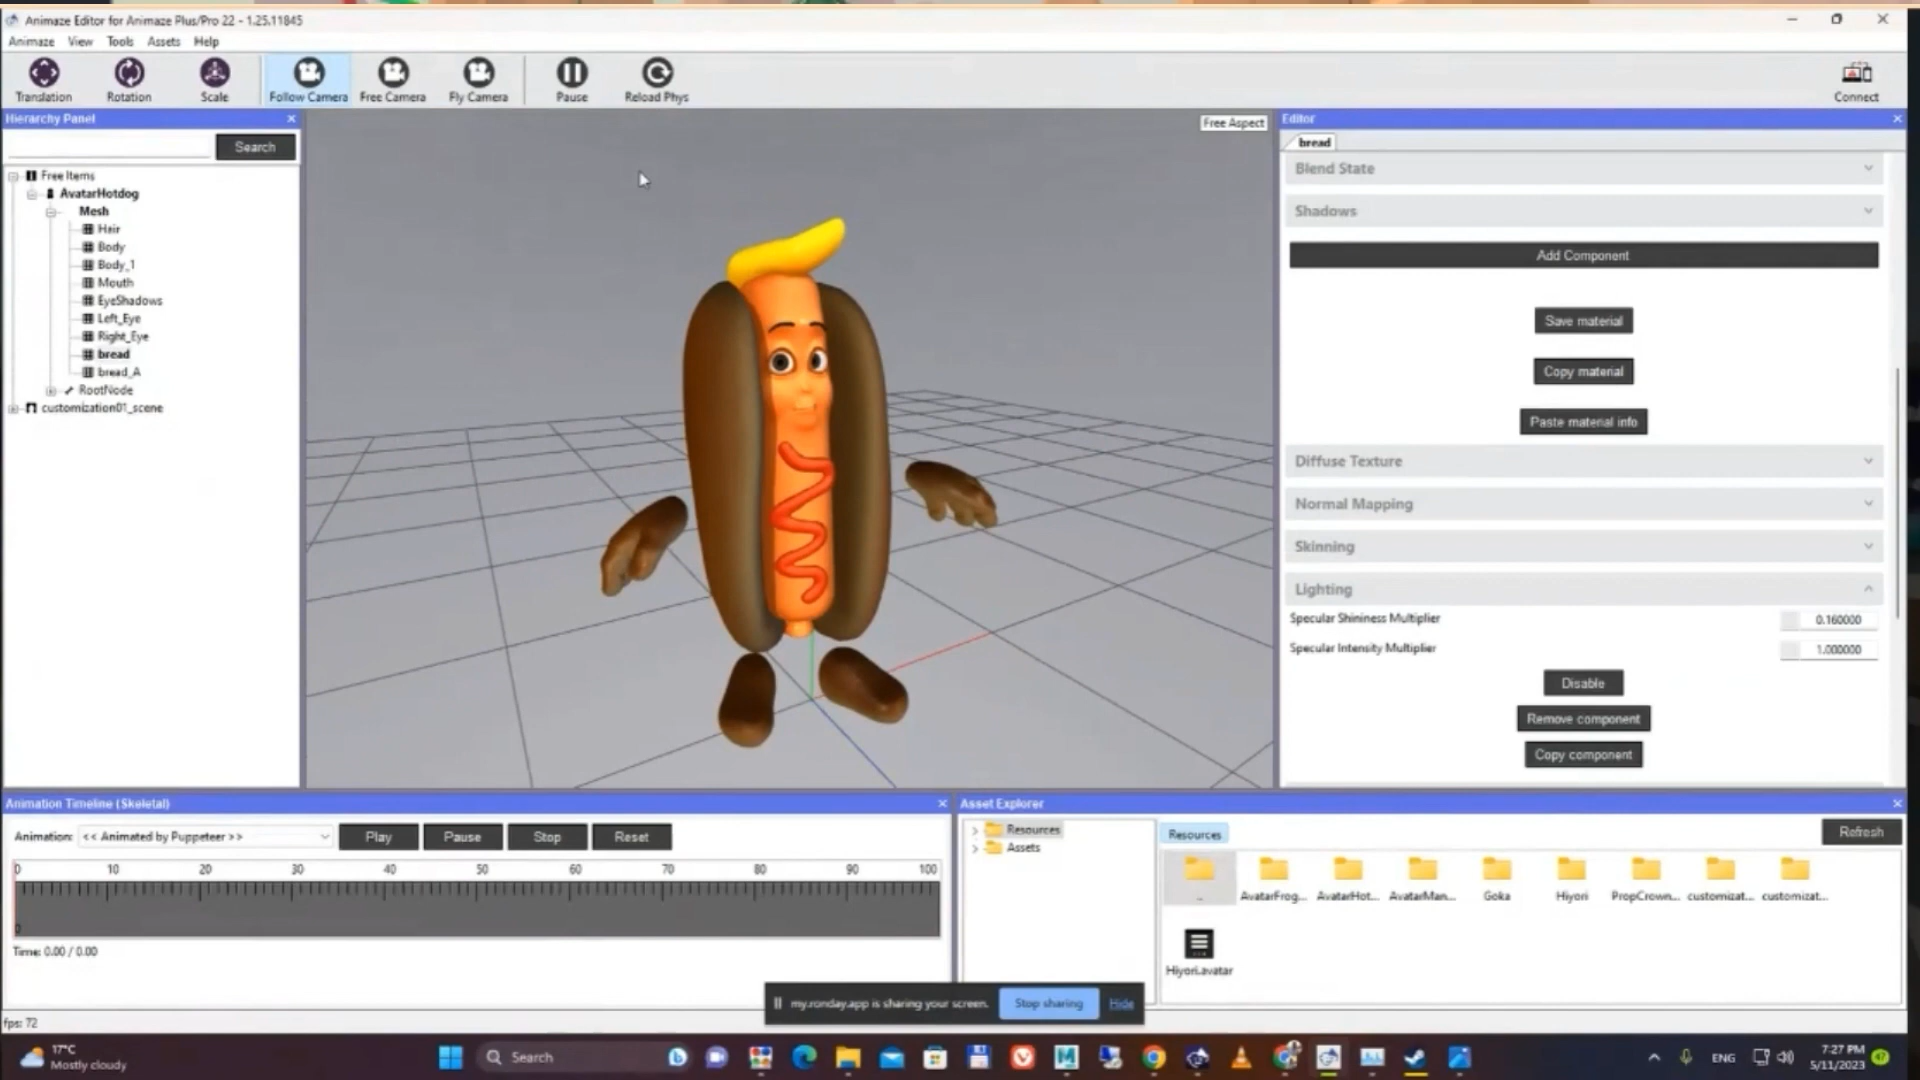 Animaze Editor for Animaze Plus/Pro 22 - 1.25.11845
Animaze View Tools Assets Help
Translation Rotation Scale Follow Camera Free Camera Fly Camera Pause Reload Phys Connect
Hierarchy Panel
Search
Free Items
AvatarHotdog
Mesh
Hair
Body
Body_1
Mouth
EyeShadows
Left_Eye
Right_Eye
bread
bread_A
RootNode
customization01_scene
Free Aspect
Editor
bread
Blend State
Shadows
Add Component
Save material
Copy material
Paste material info
Diffuse Texture
Normal Mapping
Skinning
Lighting
Specular Shininess Multiplier 0.160000
Specular Intensity Multiplier 1.000000
Disable
Remove component
Copy component
Animation Timeline (Skeletal)
Animation: << Animated by Puppeteer >> Play Pause Stop Reset
0 10 20 30 40 50 60 70 80 90 100
0
Time: 0.00 / 0.00
Asset Explorer
Resources
Assets
Resources
Refresh
..
AvatarFrog... AvatarHot... AvatarMan... Goka Hiyori PropCrown... customizat... customizat...
Hiyori.avatar
my.ronday.app is sharing your screen. Stop sharing Hide
fps: 72
17°C
Mostly cloudy
Search
ENG
7:27 PM
5/11/2023